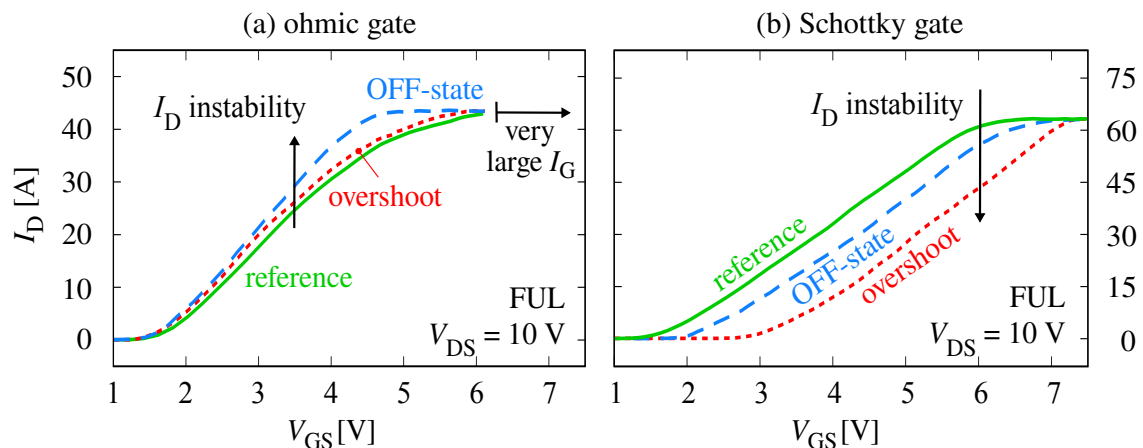 (a) ohmic gate
(b) Schottky gate
I_D [A]
50
40
30
20
10
0
I_D instability
OFF-state
very
large I_G
overshoot
reference
FUL
V_DS = 10 V
1 2 3 4 5 6 7
V_GS [V]
75
60
45
30
15
0
I_D instability
reference
OFF-state
overshoot
FUL
V_DS = 10 V
1 2 3 4 5 6 7
V_GS [V]